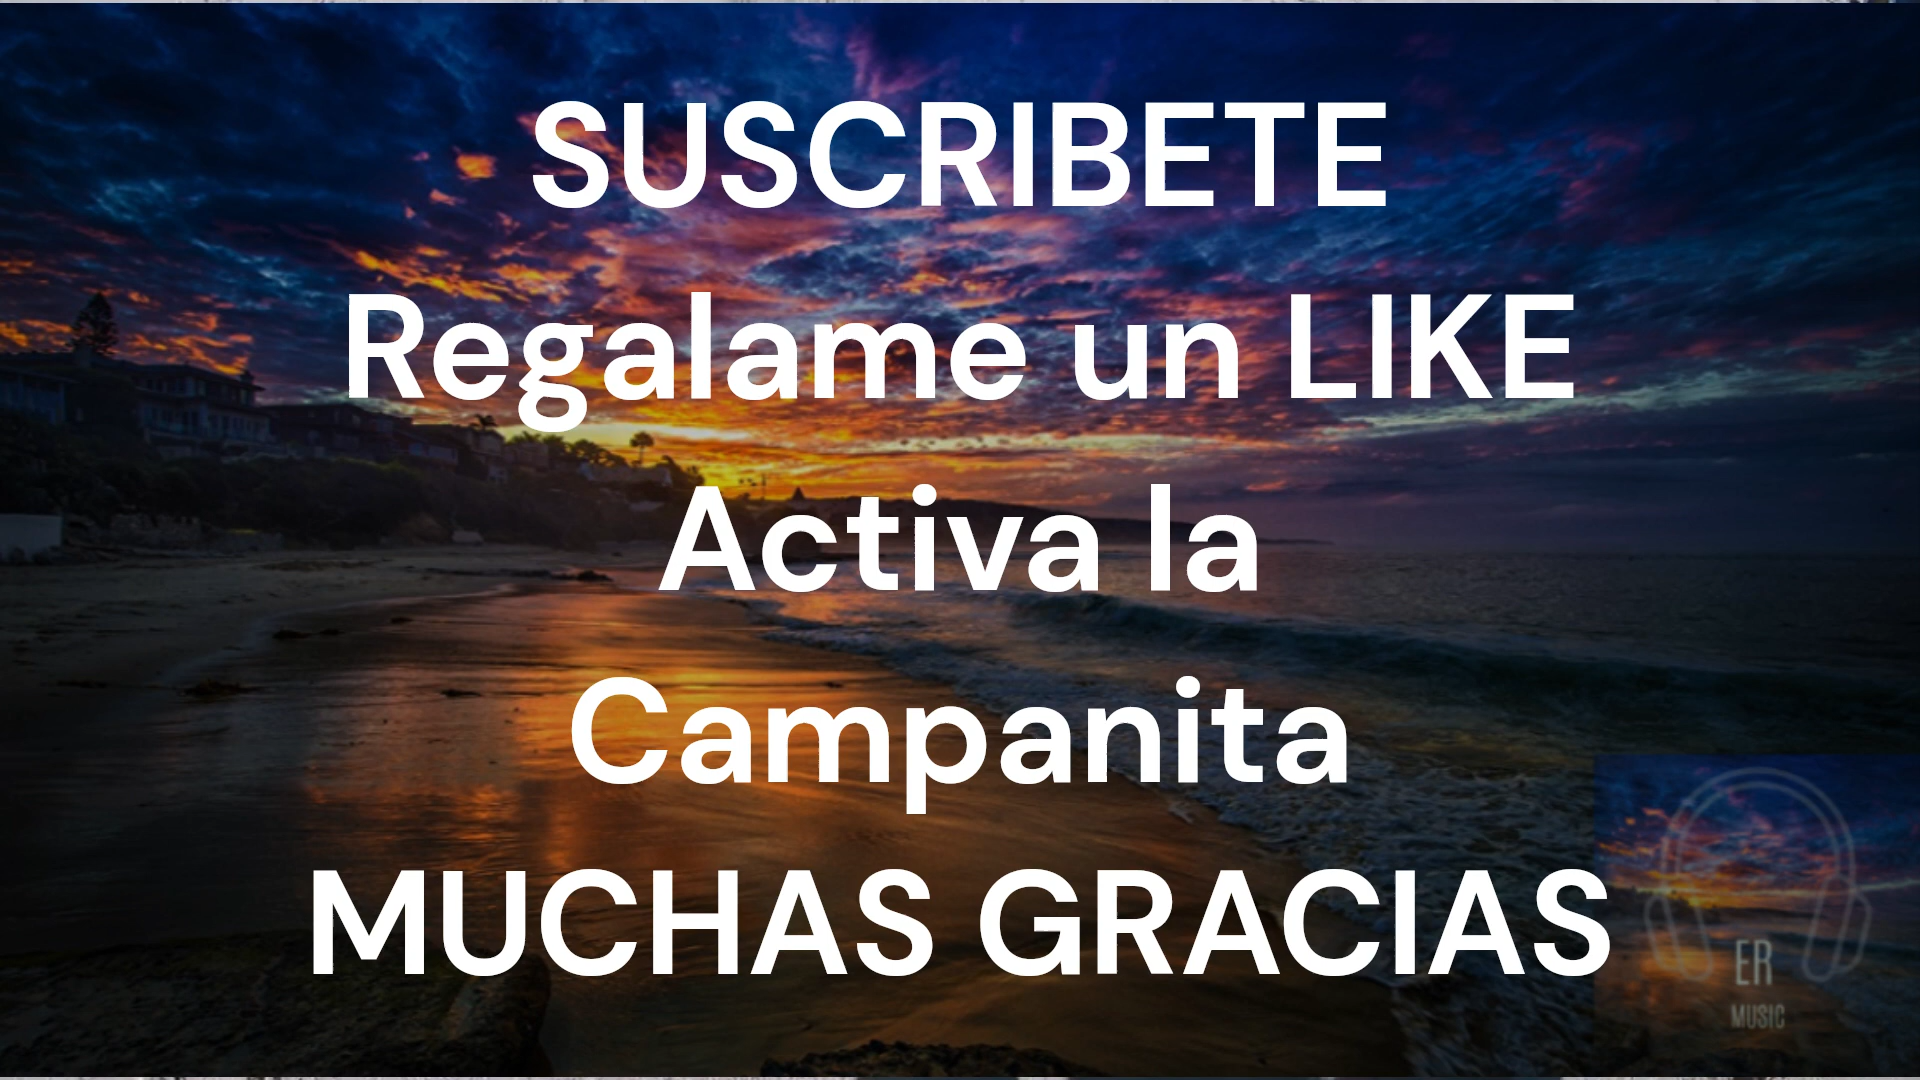 SUSCRIBETE
Regalame un LIKE
Activa la
Campanita
MUCHAS GRACIAS
ER
MUSIC